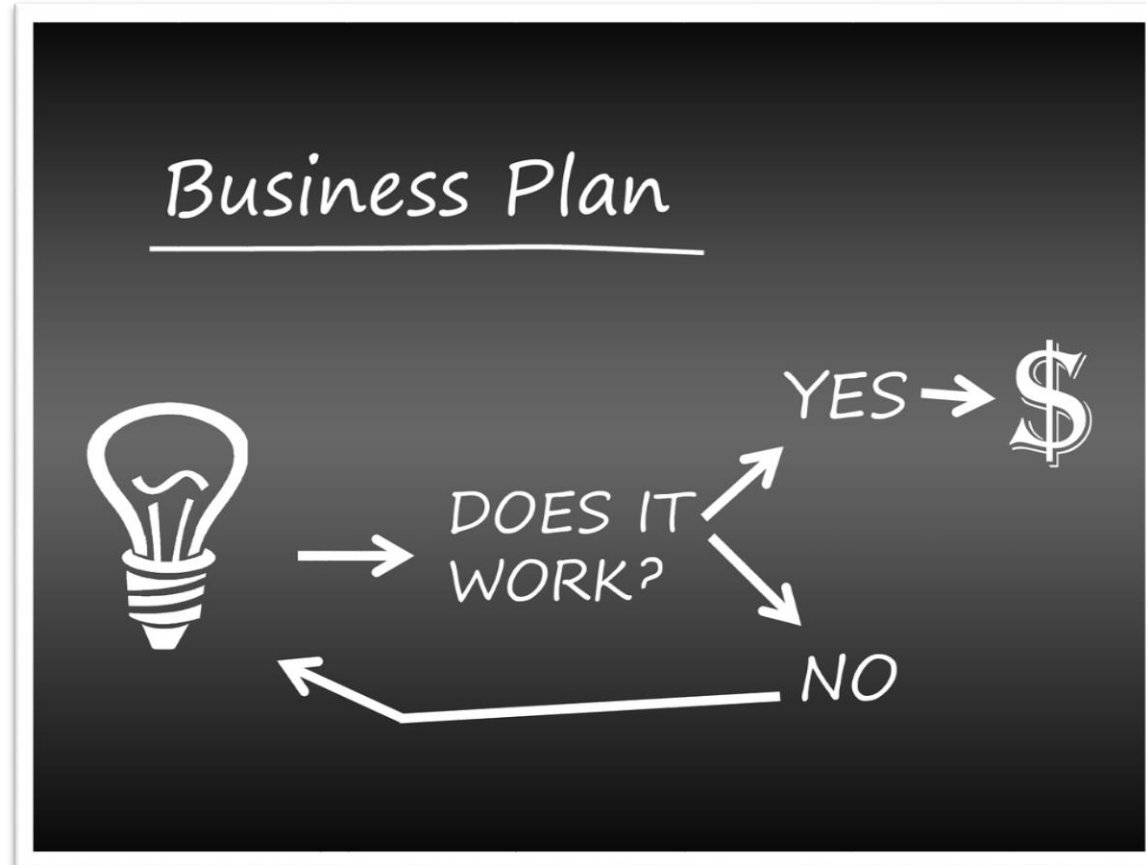 Business Plan
YES
$
DOES IT
WORK?
NO